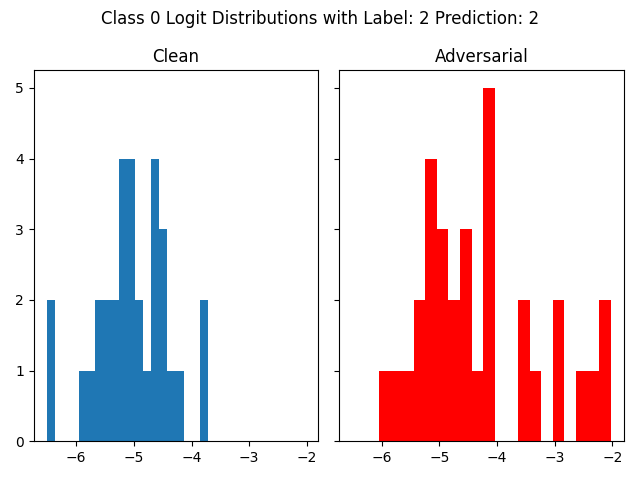 Class 0 Logit Distributions with Label: 2 Prediction: 2
Clean
Adversarial
5
4
3
2
1
0
−6 −5 −4 −3 −2
−6 −5 −4 −3 −2